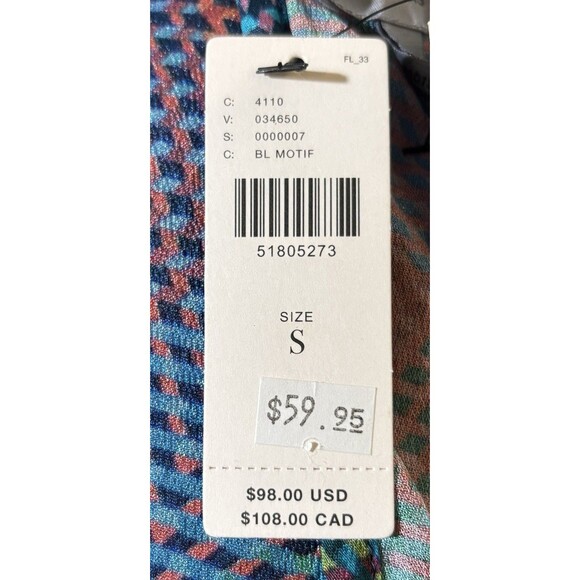 FL_33
C: 4110
V: 034650
S: 0000007
C: BL MOTIF
51805273
SIZE
S
$59.95
$98.00 USD
$108.00 CAD